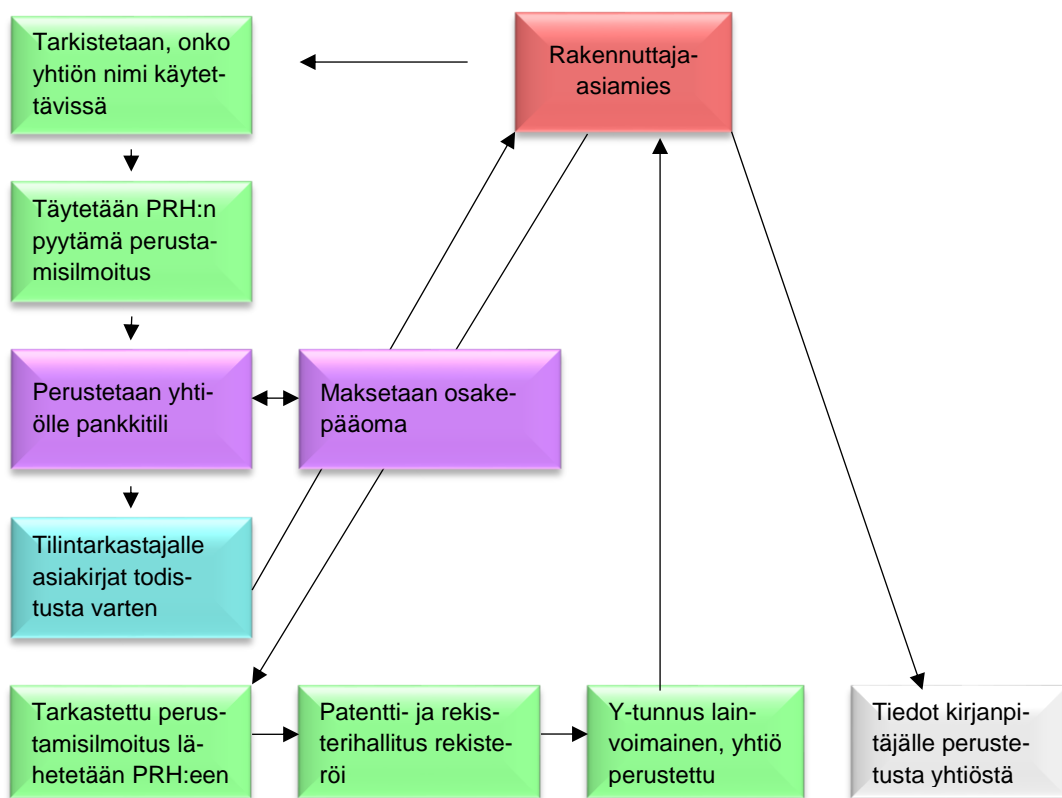 Tarkistetaan, onko
yhtiön nimi käytet-
tävissä
Rakennuttaja-
asiamies
Täytetään PRH:n
pyytämä perusta-
misilmoitus
Perustetaan yhti-
ölle pankkitili
Maksetaan osake-
pääoma
Tilintarkastajalle
asiakirjat todis-
tusta varten
Tarkastettu perus-
tamisilmoitus lä-
hetetään PRH:een
Patentti- ja rekis-
terihallitus rekiste-
röi
Y-tunnus lain-
voimainen, yhtiö
perustettu
Tiedot kirjanpi-
täjälle peruste-
tusta yhtiöstä